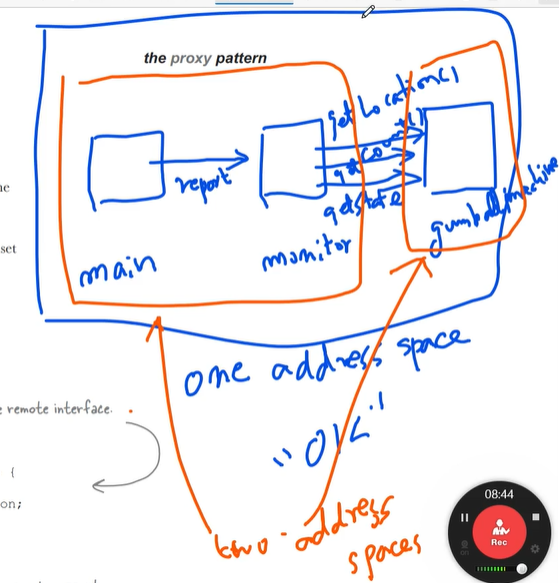 the proxy pattern
getLocation()
getCount()
getstate
report
main
monitor
gumballmachine
ne
set
one address space
"OK"
e remote interface.
{
on;
two address
spaces
08:44
Rec